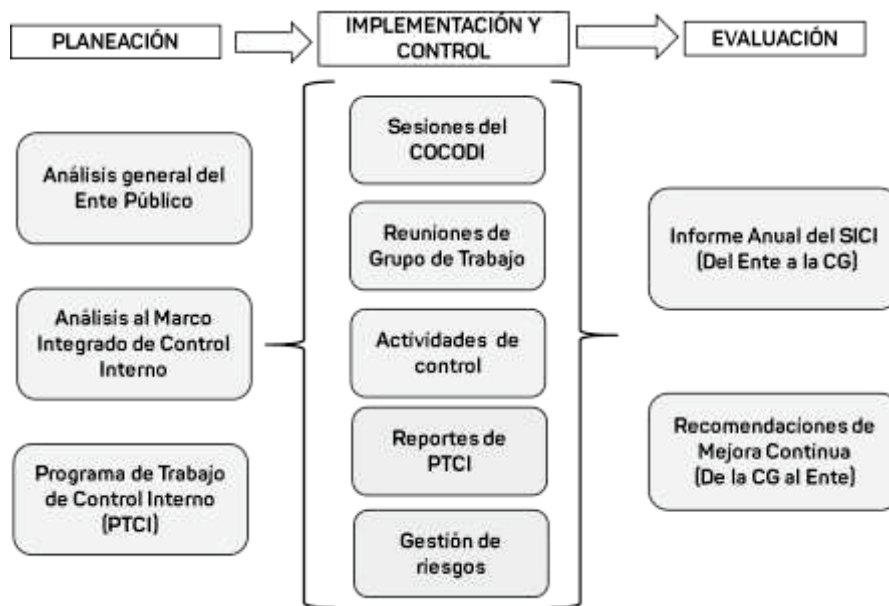 PLANEACIÓN
IMPLEMENTACIÓN Y
CONTROL
EVALUACIÓN
Análisis general del
Ente Público
Análisis al Marco
Integrado de Control
Interno
Programa de Trabajo
de Control Interno
(PTCI)
Sesiones del
COCODI
Reuniones de
Grupo de Trabajo
Actividades de
control
Reportes de
PTCI
Gestión de
riesgos
Informe Anual del SICI
(Del Ente a la CG)
Recomendaciones de
Mejora Continua
(De la CG al Ente)